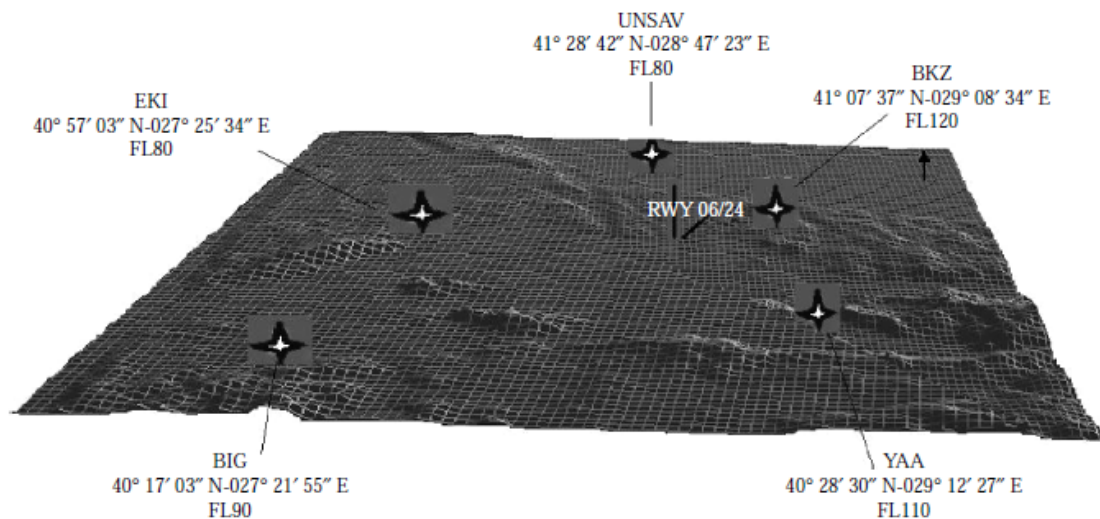 UNSAV
41° 28′ 42″ N-028° 47′ 23″ E
FL80
BKZ
41° 07′ 37″ N-029° 08′ 34″ E
FL120
EKI
40° 57′ 03″ N-027° 25′ 34″ E
FL80
RWY 06/24
BIG
40° 17′ 03″ N-027° 21′ 55″ E
FL90
YAA
40° 28′ 30″ N-029° 12′ 27″ E
FL110